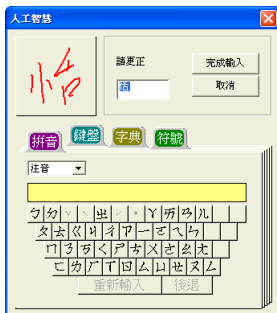 人工智慧
請更正
完成輸入
取消
拼音 鍵盤 字典 符號
注音
ㄅ ㄉ ˇ ˋ ㄓ ˊ ˙ ㄚ ㄞ ㄢ ㄦ
ㄆ ㄊ ㄍ ㄐ ㄔ ㄗ ㄧ ㄛ ㄟ ㄣ
ㄇ ㄋ ㄎ ㄑ ㄕ ㄘ ㄨ ㄜ ㄠ ㄤ
ㄈ ㄌ ㄏ ㄒ ㄖ ㄙ ㄩ ㄝ ㄡ ㄥ
重新輸入 後退